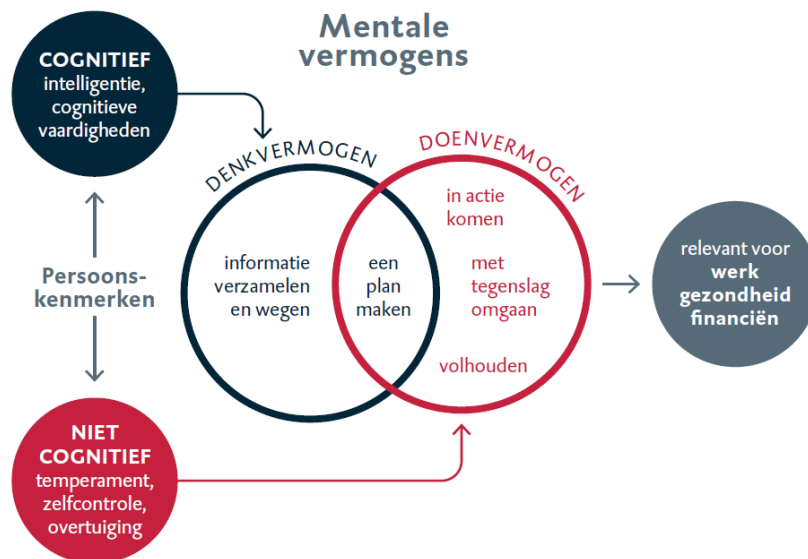 Mentale
vermogens
COGNITIEF
intelligentie,
cognitieve
vaardigheden
Persoons-
kenmerken
NIET
COGNITIEF
temperament,
zelfcontrole,
overtuiging
DENKVERMOGEN
informatie
verzamelen
en wegen
een
plan
maken
DOENVERMOGEN
in actie
komen
met
tegenslag
omgaan
volhouden
relevant voor
werk
gezondheid
financiën